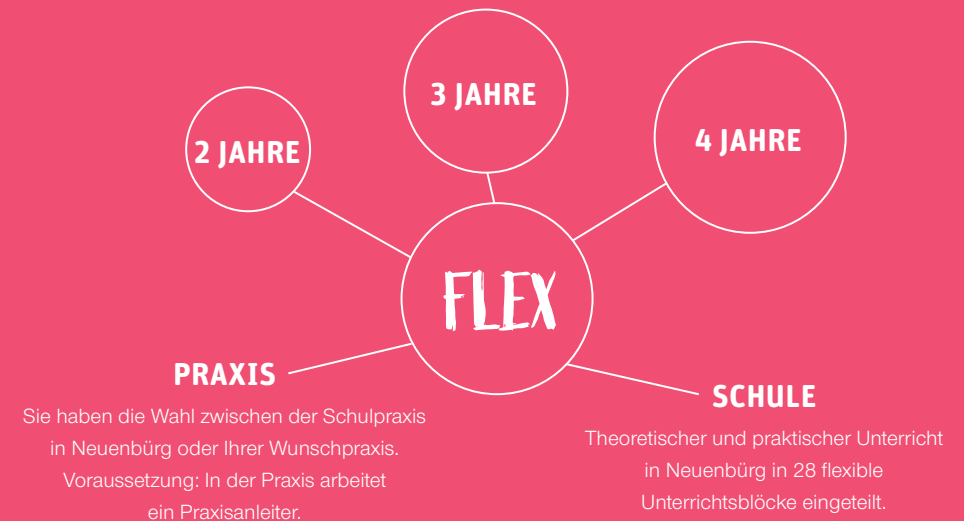 3 JAHRE
2 JAHRE
4 JAHRE
FLEX
PRAXIS
Sie haben die Wahl zwischen der Schulpraxis
in Neuenbürg oder Ihrer Wunschpraxis.
Voraussetzung: In der Praxis arbeitet
ein Praxisanleiter.
SCHULE
Theoretischer und praktischer Unterricht
in Neuenbürg in 28 flexible
Unterrichtsblöcke eingeteilt.